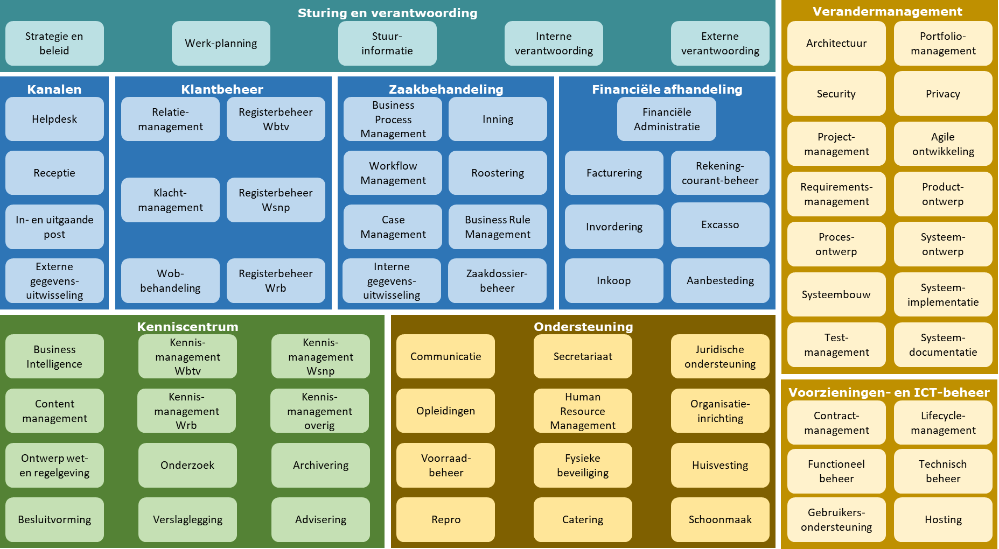 Sturing en verantwoording
Strategie en
beleid
Werk-planning
Stuur-
informatie
Interne
verantwoording
Externe
verantwoording
Kanalen
Helpdesk
Receptie
In- en uitgaande
post
Externe
gegevens-
uitwisseling
Klantbeheer
Relatie-
management
Registerbeheer
Wbtv
Klacht-
management
Registerbeheer
Wsnp
Wob-
behandeling
Registerbeheer
Wrb
Zaakbehandeling
Business
Process
Management
Inning
Workflow
Management
Roostering
Case
Management
Business Rule
Management
Interne
gegevens-
uitwisseling
Zaakdossier-
beheer
Financiële afhandeling
Financiële
Administratie
Facturering
Rekening-
courant-beheer
Invordering
Excasso
Inkoop
Aanbesteding
Kenniscentrum
Business
Intelligence
Kennis-
management
Wbtv
Kennis-
management
Wsnp
Content
management
Kennis-
management
Wrb
Kennis-
management
overig
Ontwerp wet-
en regelgeving
Onderzoek
Archivering
Besluitvorming
Verslaglegging
Advisering
Ondersteuning
Communicatie
Secretariaat
Juridische
ondersteuning
Opleidingen
Human
Resource
Management
Organisatie-
inrichting
Voorraad-
beheer
Fysieke
beveiliging
Huisvesting
Repro
Catering
Schoonmaak
Verandermanagement
Architectuur
Portfolio-
management
Security
Privacy
Project-
management
Agile
ontwikkeling
Requirements-
management
Product-
ontwerp
Proces-
ontwerp
Systeem-
ontwerp
Systeembouw
Systeem-
implementatie
Test-
management
Systeem-
documentatie
Voorzieningen- en ICT-beheer
Contract-
management
Lifecycle-
management
Functioneel
beheer
Technisch
beheer
Gebruikers-
ondersteuning
Hosting